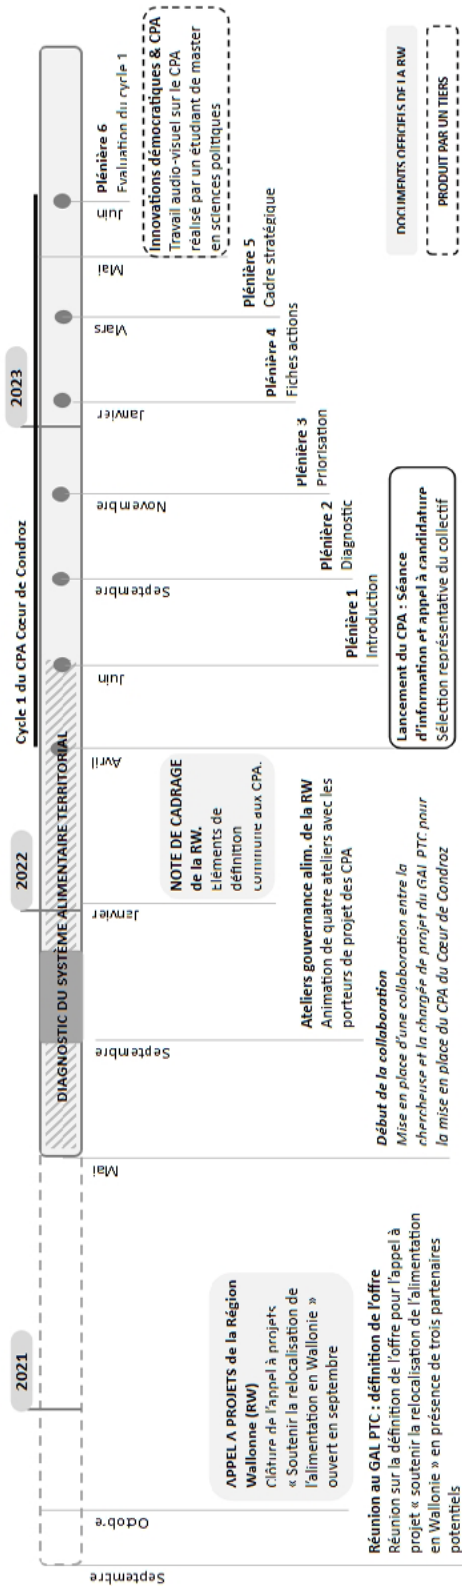 2021
2022
2023
Cycle 1 du CPA Cœur de Condroz
DIAGNOSTIC DU SYSTÈME ALIMENTAIRE TERRITORIAL
Septembre
Octobre
Mai
Septembre
Janvier
Avril
Juin
Septembre
Novembre
Janvier
Mars
Mai
Juin
APPEL A PROJETS de la Région
Wallonne (RW)
Clôture de l'appel à projets
« Soutenir la relocalisation de
l'alimentation en Wallonie »
ouvert en septembre
Réunion au GAL PTC : définition de l'offre
Réunion sur la définition de l'offre pour l'appel à
projet « soutenir la relocalisation de l'alimentation
en Wallonie » en présence de trois partenaires
potentiels
Début de la collaboration
Mise en place d'une collaboration entre la
chercheuse et la chargée de projet du GAL PTC pour
la mise en place du CPA du Cœur de Condroz
Ateliers gouvernance alim. de la RW
Animation de quatre ateliers avec les
porteurs de projet des CPA
NOTE DE CADRAGE
de la RW.
Eléments de
définition
commune aux CPA.
Lancement du CPA : Séance
d'information et appel à candidature
Sélection représentative du collectif
Plénière 1
Introduction
Plénière 2
Diagnostic
Plénière 3
Priorisation
Plénière 4
Fiches actions
Plénière 5
Cadre stratégique
Plénière 6
Evaluation du cycle 1
Innovations démocratiques & CPA
Travail audio-visuel sur le CPA
réalisé par un étudiant de master
en sciences politiques
DOCUMENTS OFFICIELS DE LA RW
PRODUIT PAR UN TIERS